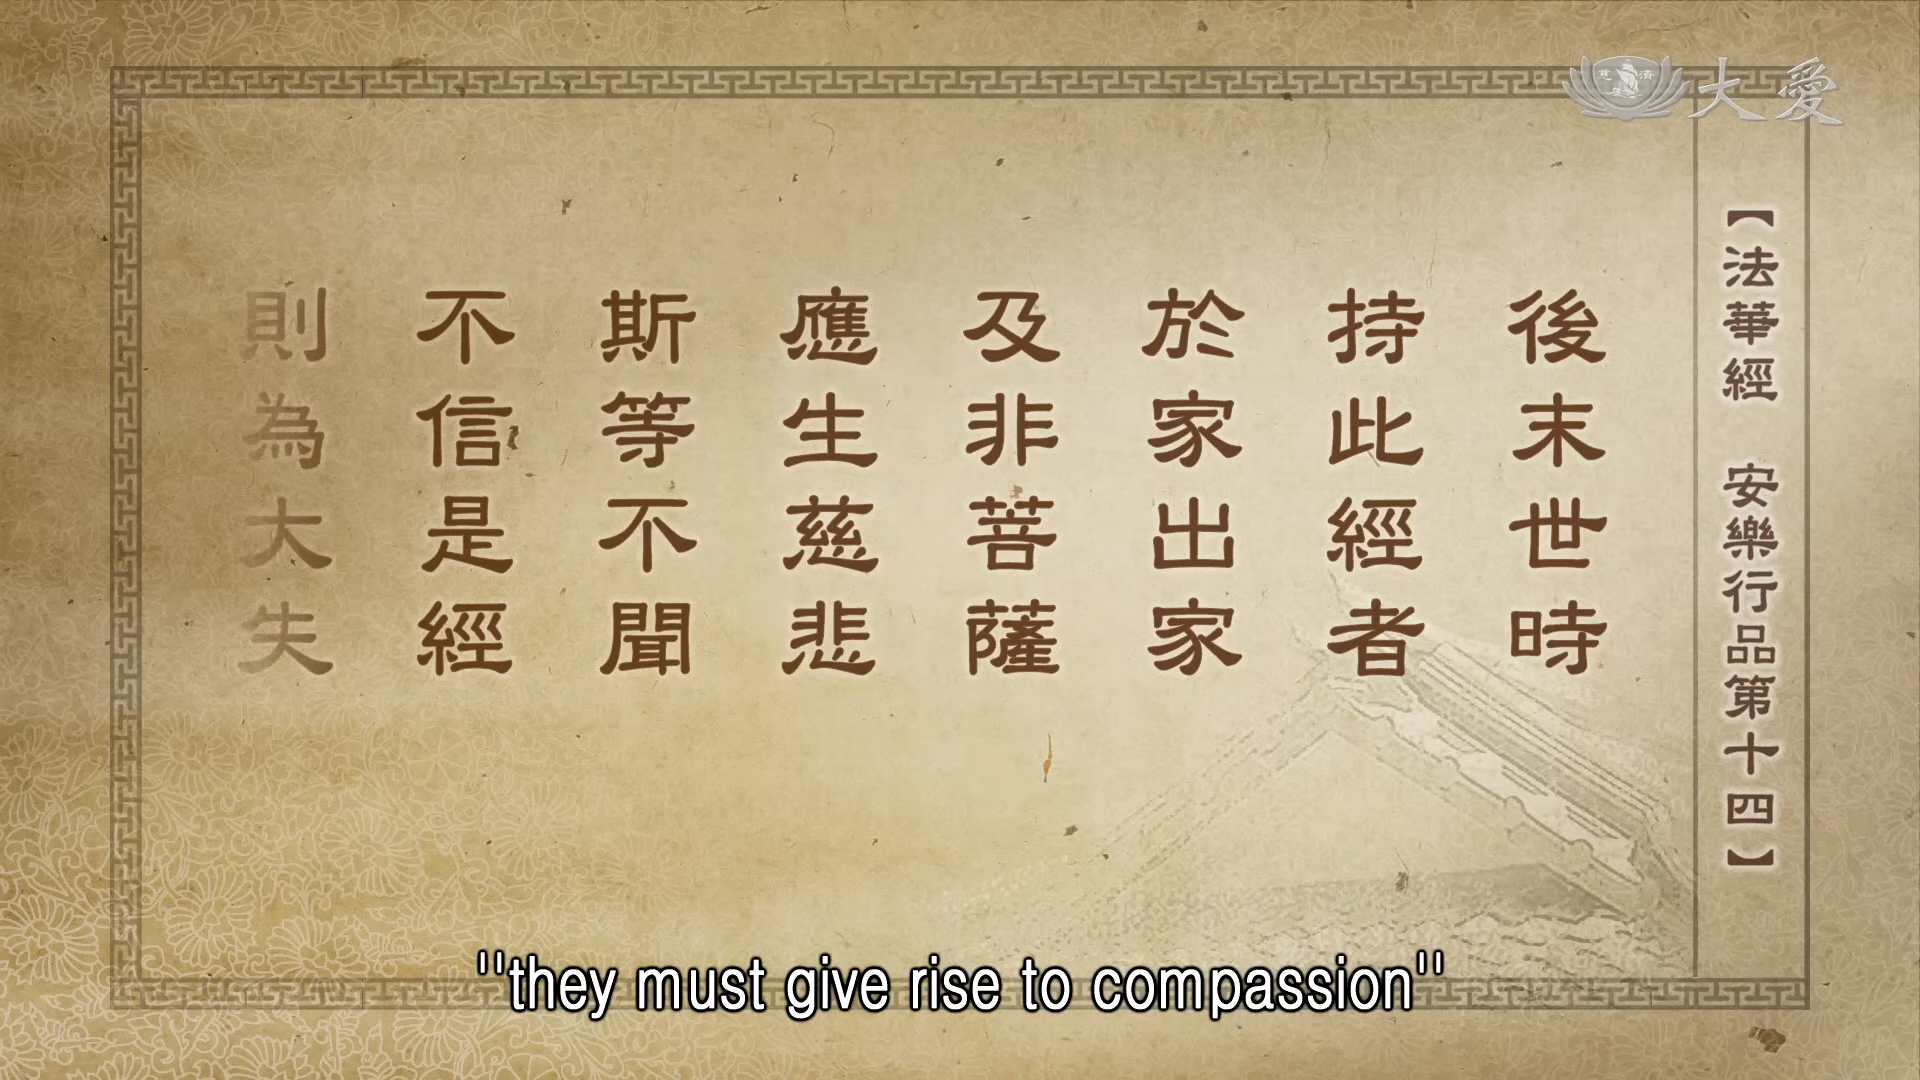 大愛
慈濟
【法華經 安樂行品第十四】
後末世時
持此經者
於家出家
及非菩薩
應生慈悲
斯等不聞
不信是經
則為大失
"they must give rise to compassion"